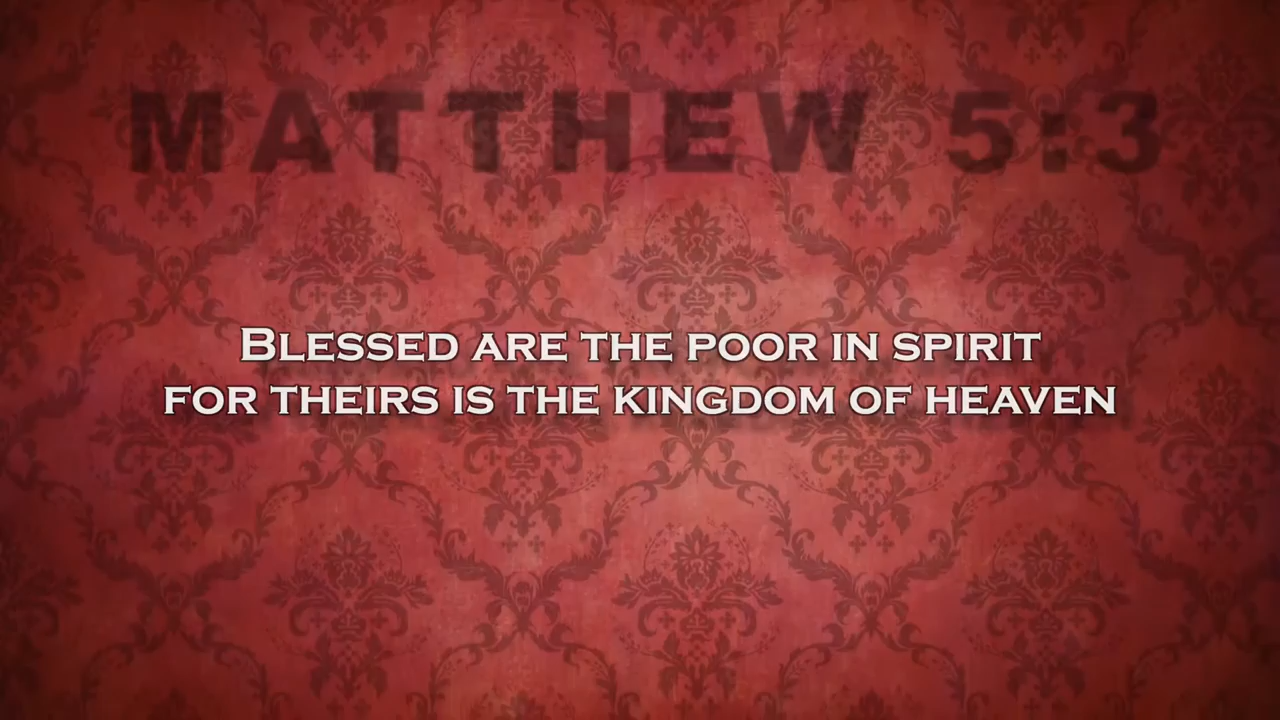 MATTHEW 5:3
BLESSED ARE THE POOR IN SPIRIT
FOR THEIRS IS THE KINGDOM OF HEAVEN